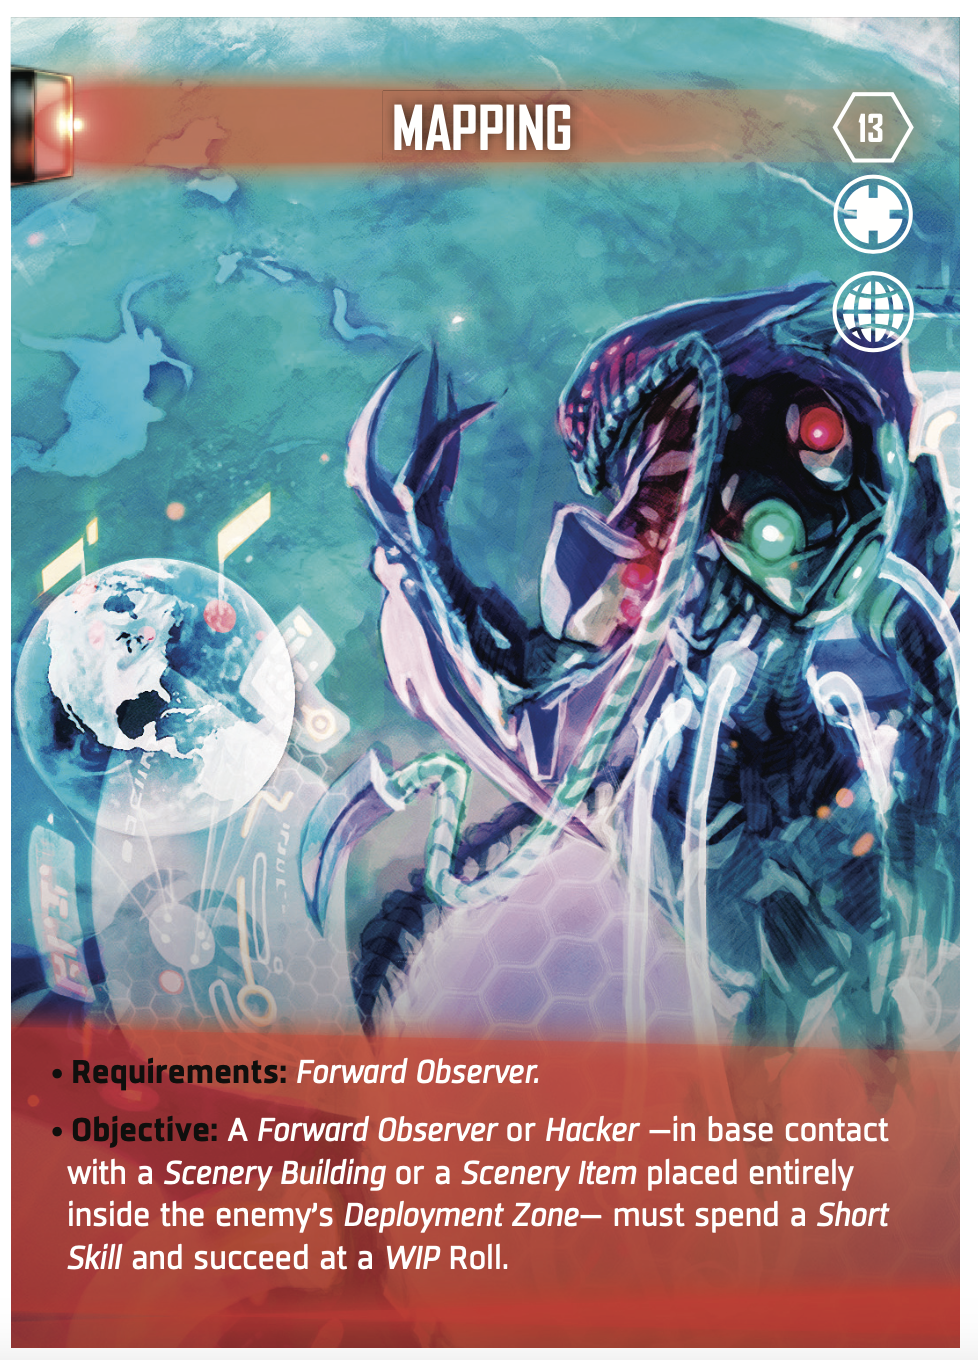 MAPPING
13
• Requirements: Forward Observer.
• Objective: A Forward Observer or Hacker —in base contact
with a Scenery Building or a Scenery Item placed entirely
inside the enemy's Deployment Zone— must spend a Short
Skill and succeed at a WIP Roll.